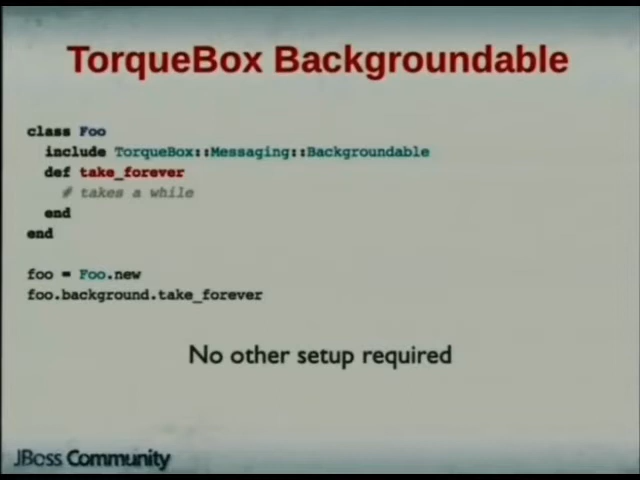 TorqueBox Backgroundable
class Foo
include TorqueBox::Messaging::Backgroundable
def take_forever
# takes a while
end
end
foo = Foo.new
foo.background.take_forever
No other setup required
JBoss Community